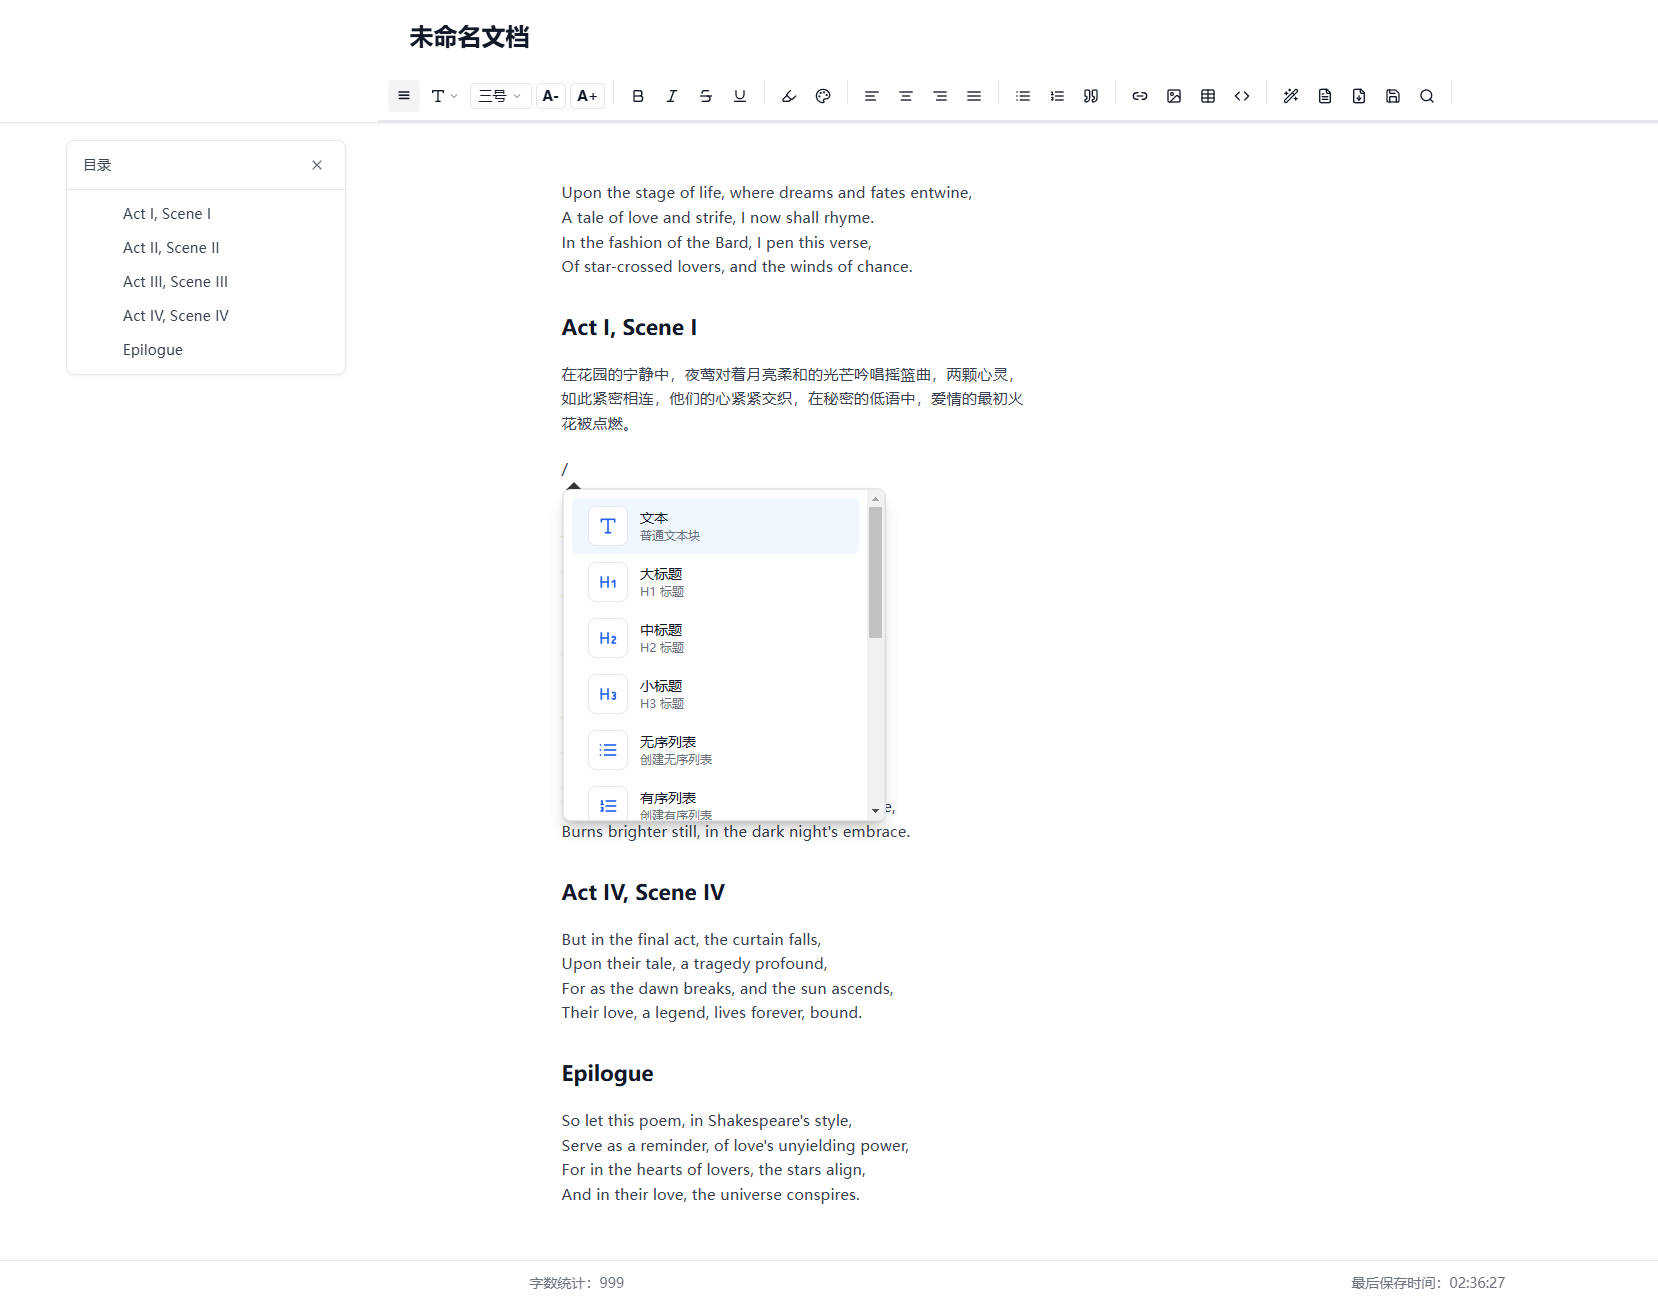 未命名文档
三号 A- A+
目录
Act I, Scene I
Act II, Scene II
Act III, Scene III
Act IV, Scene IV
Epilogue
Upon the stage of life, where dreams and fates entwine,
A tale of love and strife, I now shall rhyme.
In the fashion of the Bard, I pen this verse,
Of star-crossed lovers, and the winds of chance.
Act I, Scene I
在花园的宁静中，夜莺对着月亮柔和的光芒吟唱摇篮曲，两颗心灵，
如此紧密相连，他们的心紧紧交织，在秘密的低语中，爱情的最初火
花被点燃。
/
文本
普通文本块
H1
大标题
H1 标题
H2
中标题
H2 标题
H3
小标题
H3 标题
无序列表
创建无序列表
有序列表
创建有序列表
Burns brighter still, in the dark night's embrace.
Act IV, Scene IV
But in the final act, the curtain falls,
Upon their tale, a tragedy profound,
For as the dawn breaks, and the sun ascends,
Their love, a legend, lives forever, bound.
Epilogue
So let this poem, in Shakespeare's style,
Serve as a reminder, of love's unyielding power,
For in the hearts of lovers, the stars align,
And in their love, the universe conspires.
字数统计：999
最后保存时间：02:36:27